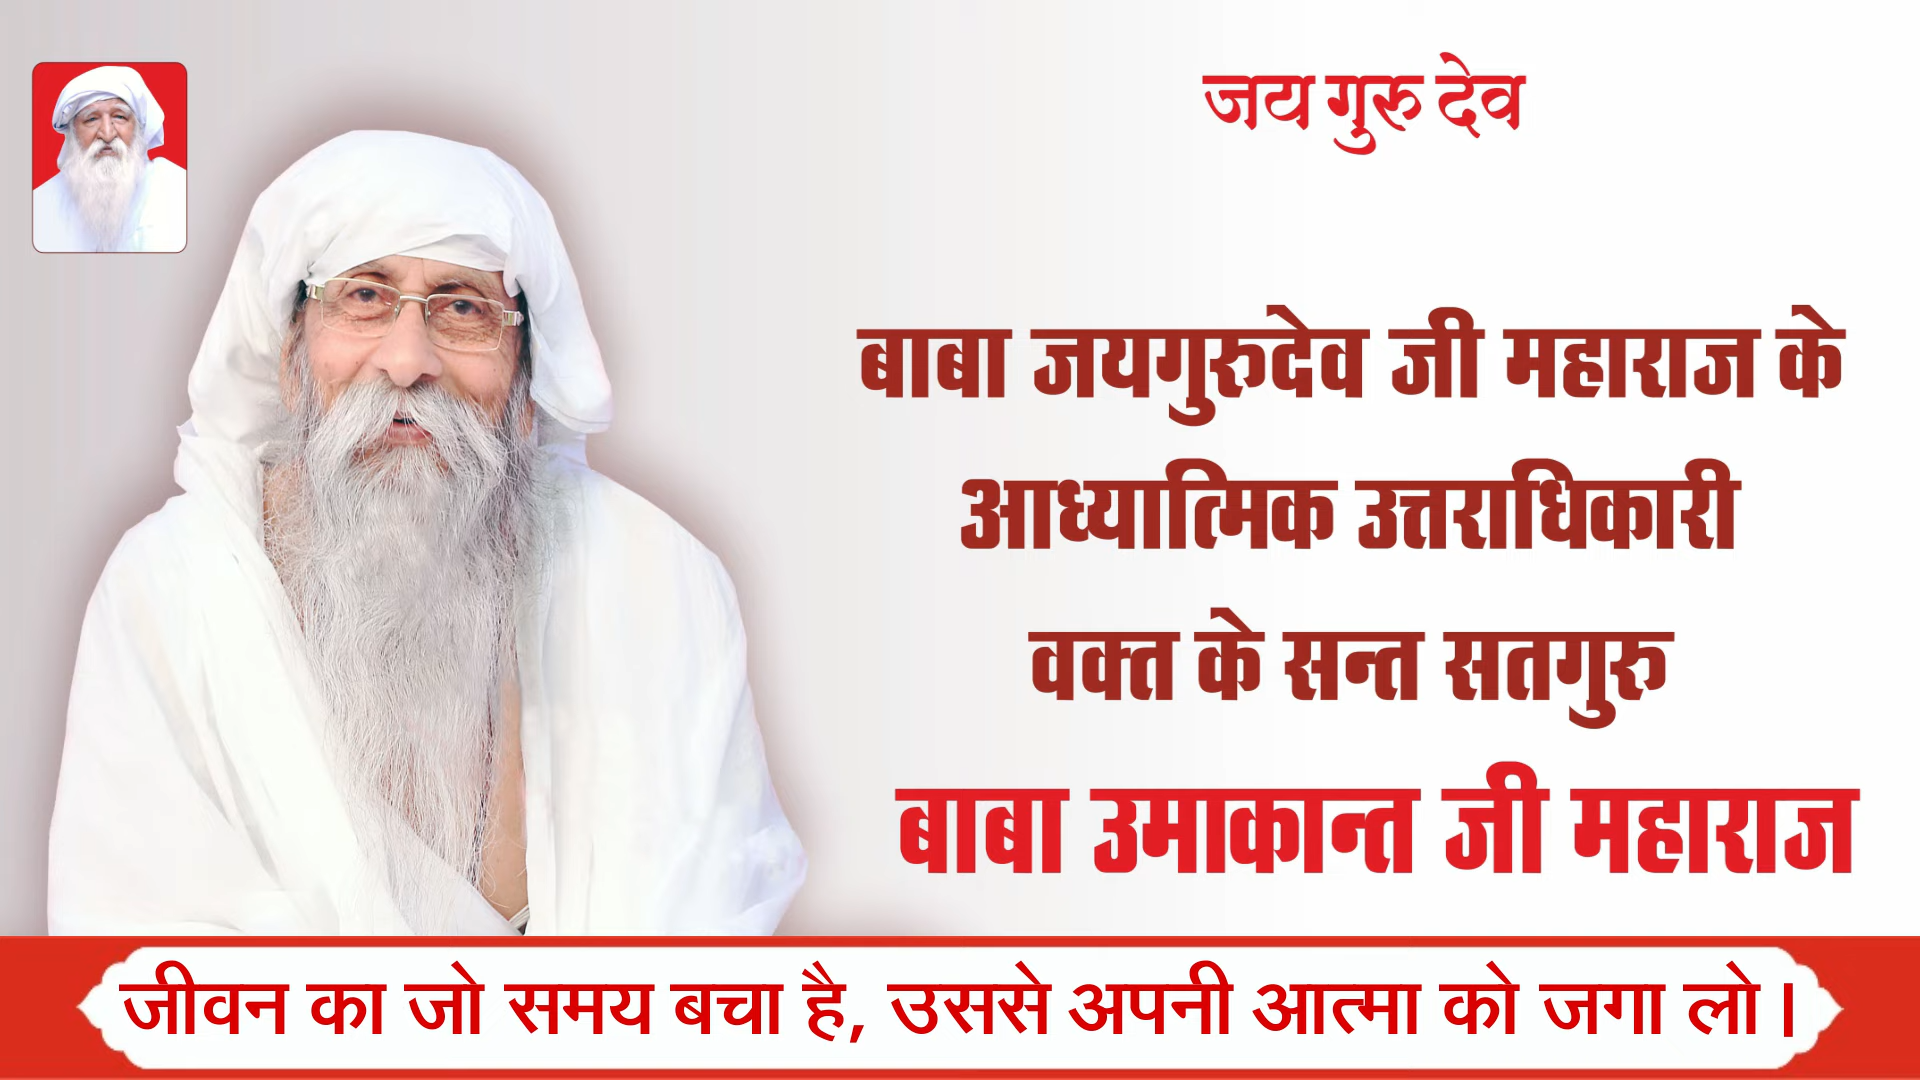 जय गुरु देव
बाबा जयगुरुदेव जी महाराज के
आध्यात्मिक उत्तराधिकारी
वक्त के सन्त सतगुरु
बाबा उमाकान्त जी महाराज
जीवन का जो समय बचा है, उससे अपनी आत्मा को जगा लो।